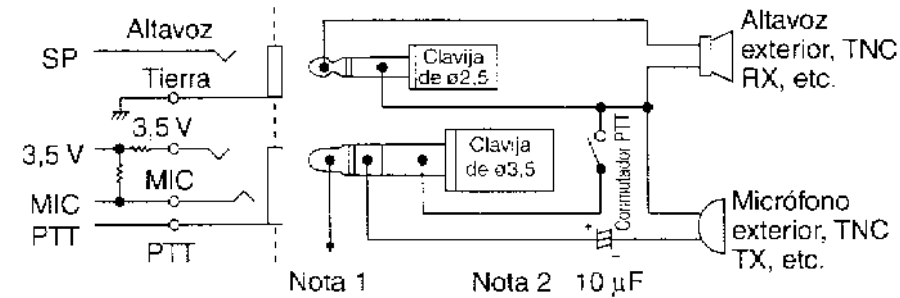 Altavoz
SP
Tierra
3,5 V
3,5 V
MIC
MIC
PTT
PTT
Clavija
de ø2,5
Clavija
de ø3,5
Conmutador PTT
+
-
Nota 1
Nota 2
10 µF
Altavoz
exterior, TNC
RX, etc.
Micrófono
exterior, TNC
TX, etc.